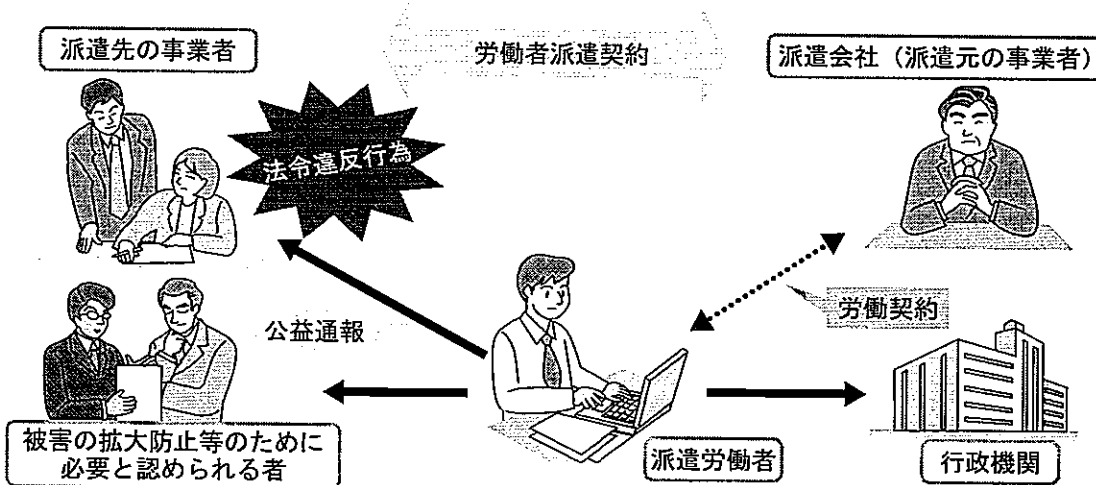 派遣先の事業者
労働者派遣契約
派遣会社（派遣元の事業者）
法令違反行為
公益通報
労働契約
被害の拡大防止等のために
必要と認められる者
派遣労働者
行政機関